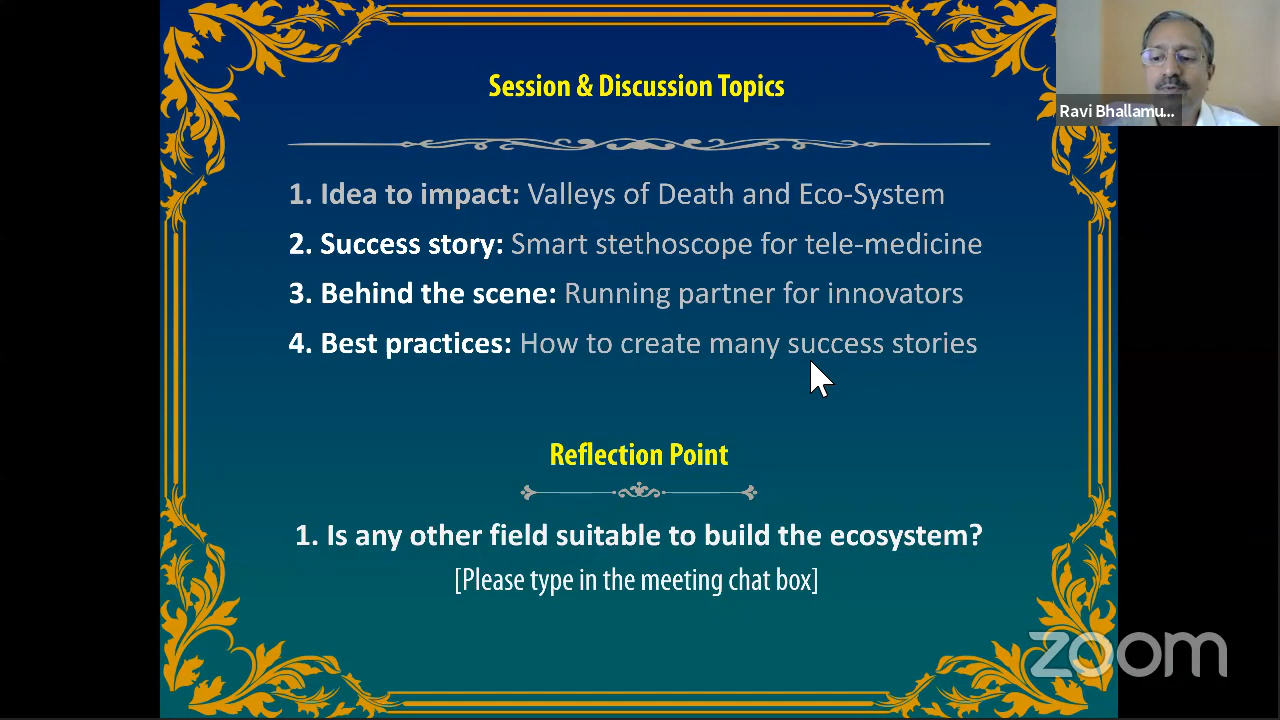 Session & Discussion Topics
Ravi Bhallamu...
1. Idea to impact: Valleys of Death and Eco-System
2. Success story: Smart stethoscope for tele-medicine
3. Behind the scene: Running partner for innovators
4. Best practices: How to create many success stories
Reflection Point
1. Is any other field suitable to build the ecosystem?
[Please type in the meeting chat box]
zoom